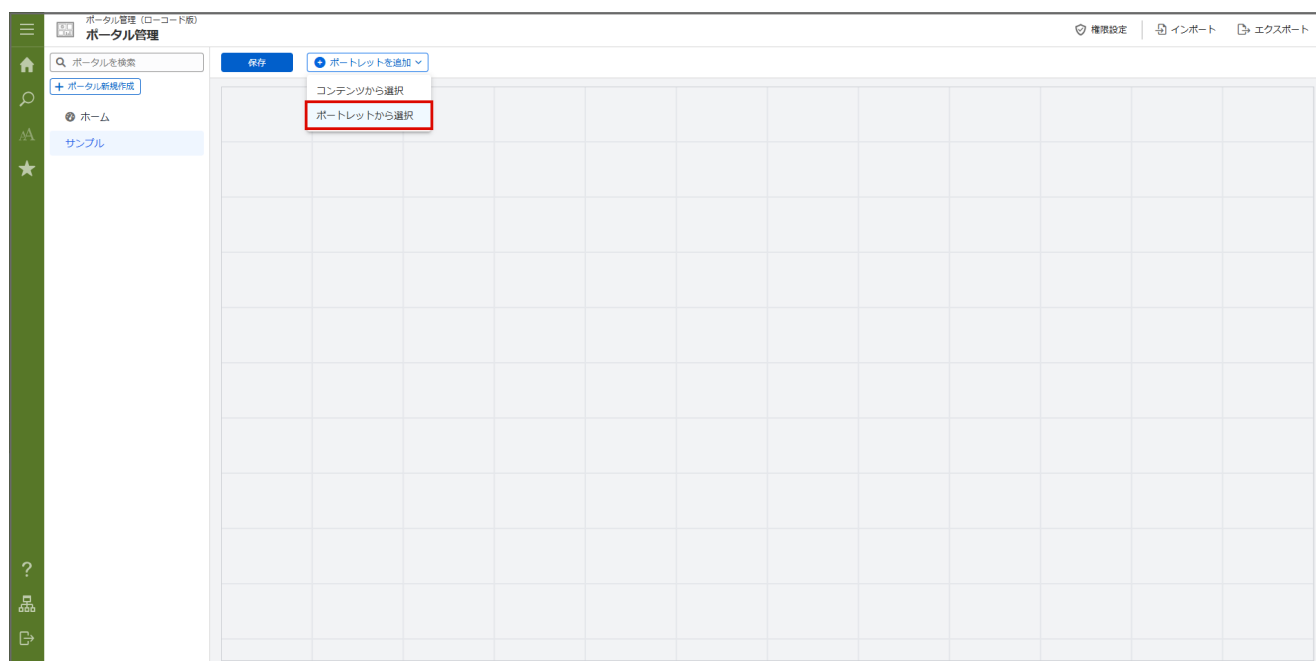 ポータル管理（ローコード版）
ポータル管理
権限設定
インポート
エクスポート
ポータルを検索
保存
ポートレットを追加
+ ポータル新規作成
コンテンツから選択
ポートレットから選択
ホーム
サンプル
AA
?